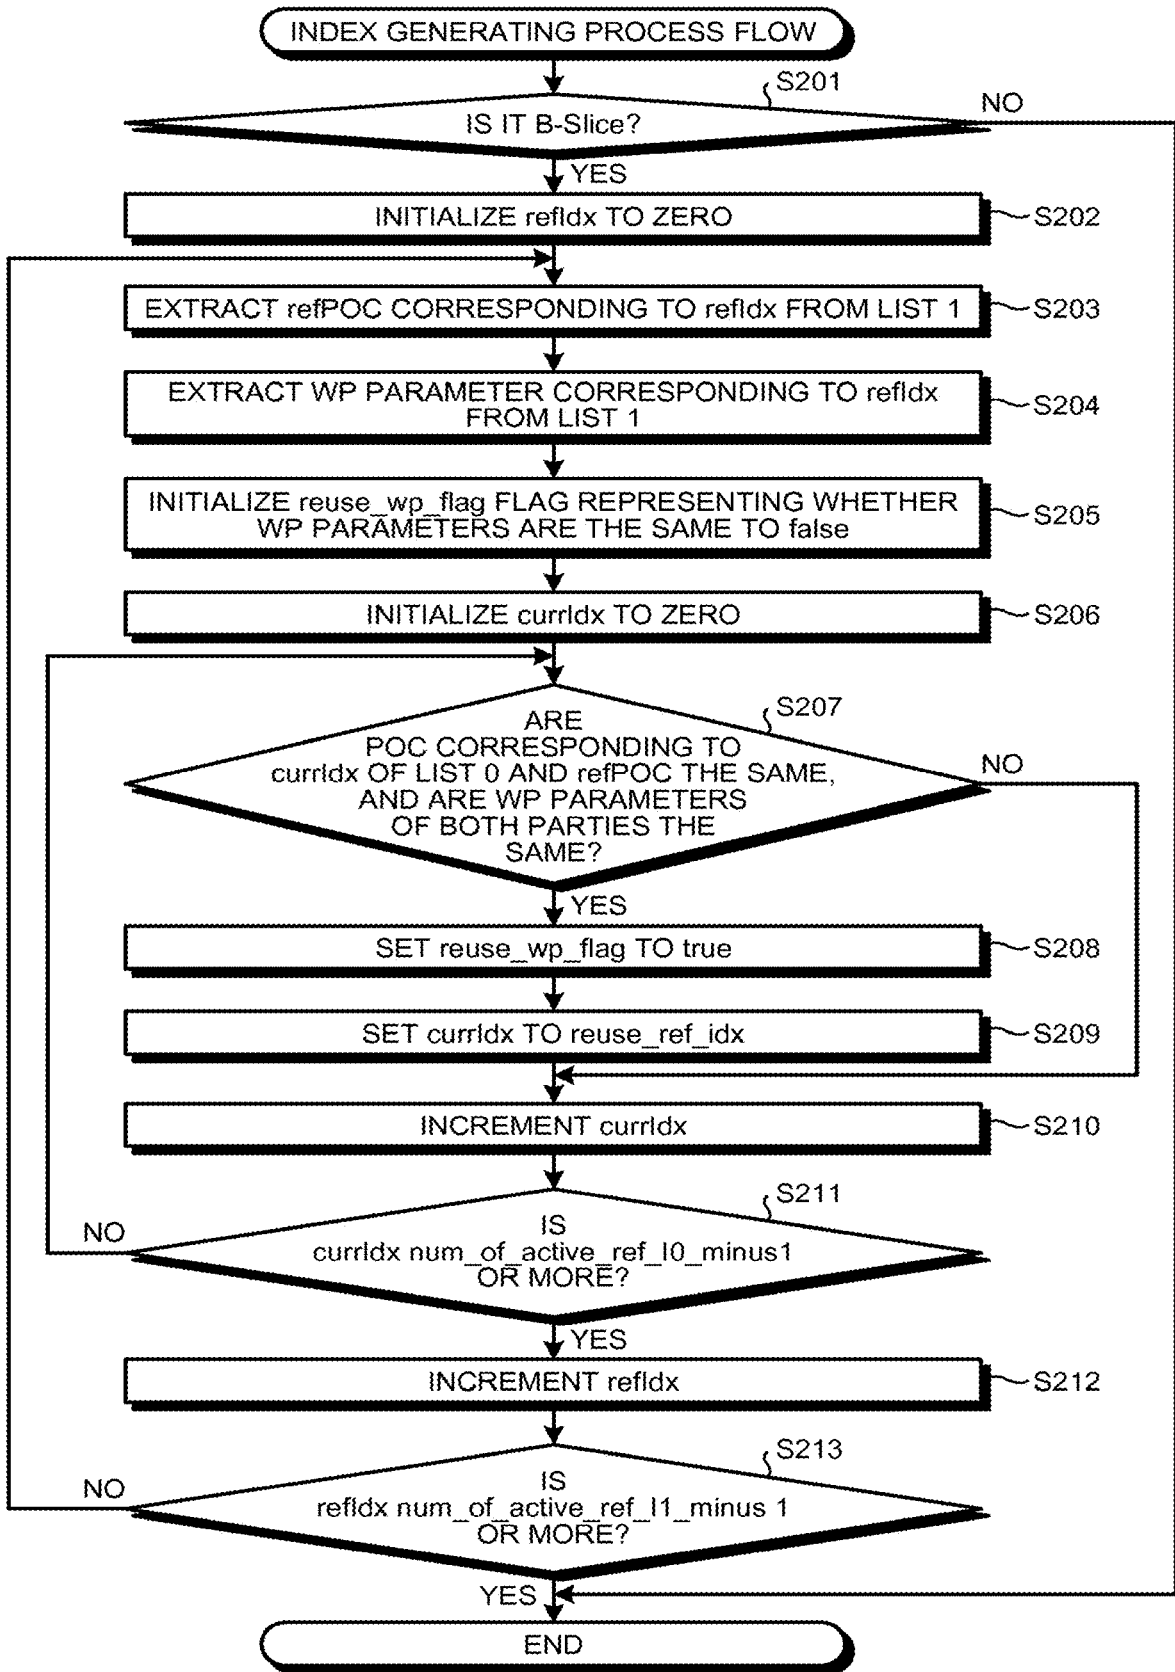 INDEX GENERATING PROCESS FLOW
S201
NO
IS IT B-Slice?
YES
INITIALIZE refIdx TO ZERO
S202
EXTRACT refPOC CORRESPONDING TO refIdx FROM LIST 1
S203
EXTRACT WP PARAMETER CORRESPONDING TO refIdx
FROM LIST 1
S204
INITIALIZE reuse_wp_flag FLAG REPRESENTING WHETHER
WP PARAMETERS ARE THE SAME TO false
S205
INITIALIZE currIdx TO ZERO
S206
S207
ARE
POC CORRESPONDING TO
currIdx OF LIST 0 AND refPOC THE SAME,
AND ARE WP PARAMETERS
OF BOTH PARTIES THE
SAME?
NO
YES
SET reuse_wp_flag TO true
S208
SET currIdx TO reuse_ref_idx
S209
INCREMENT currIdx
S210
S211
NO
IS
currIdx num_of_active_ref_l0_minus1
OR MORE?
YES
INCREMENT refIdx
S212
S213
NO
IS
refIdx num_of_active_ref_l1_minus 1
OR MORE?
YES
END